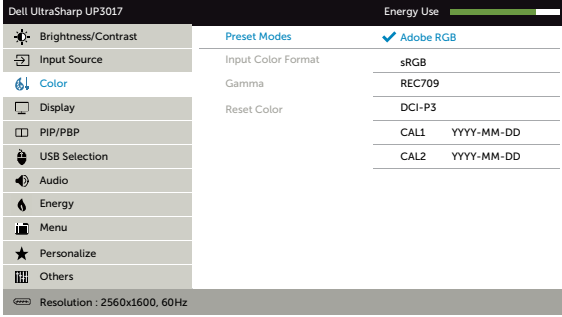 Dell UltraSharp UP3017
Energy Use
Brightness/Contrast
Input Source
Color
Display
PIP/PBP
USB Selection
Audio
Energy
Menu
Personalize
Others
Preset Modes
Input Color Format
Gamma
Reset Color
Adobe RGB
sRGB
REC709
DCI-P3
CAL1 YYYY-MM-DD
CAL2 YYYY-MM-DD
Resolution : 2560x1600, 60Hz